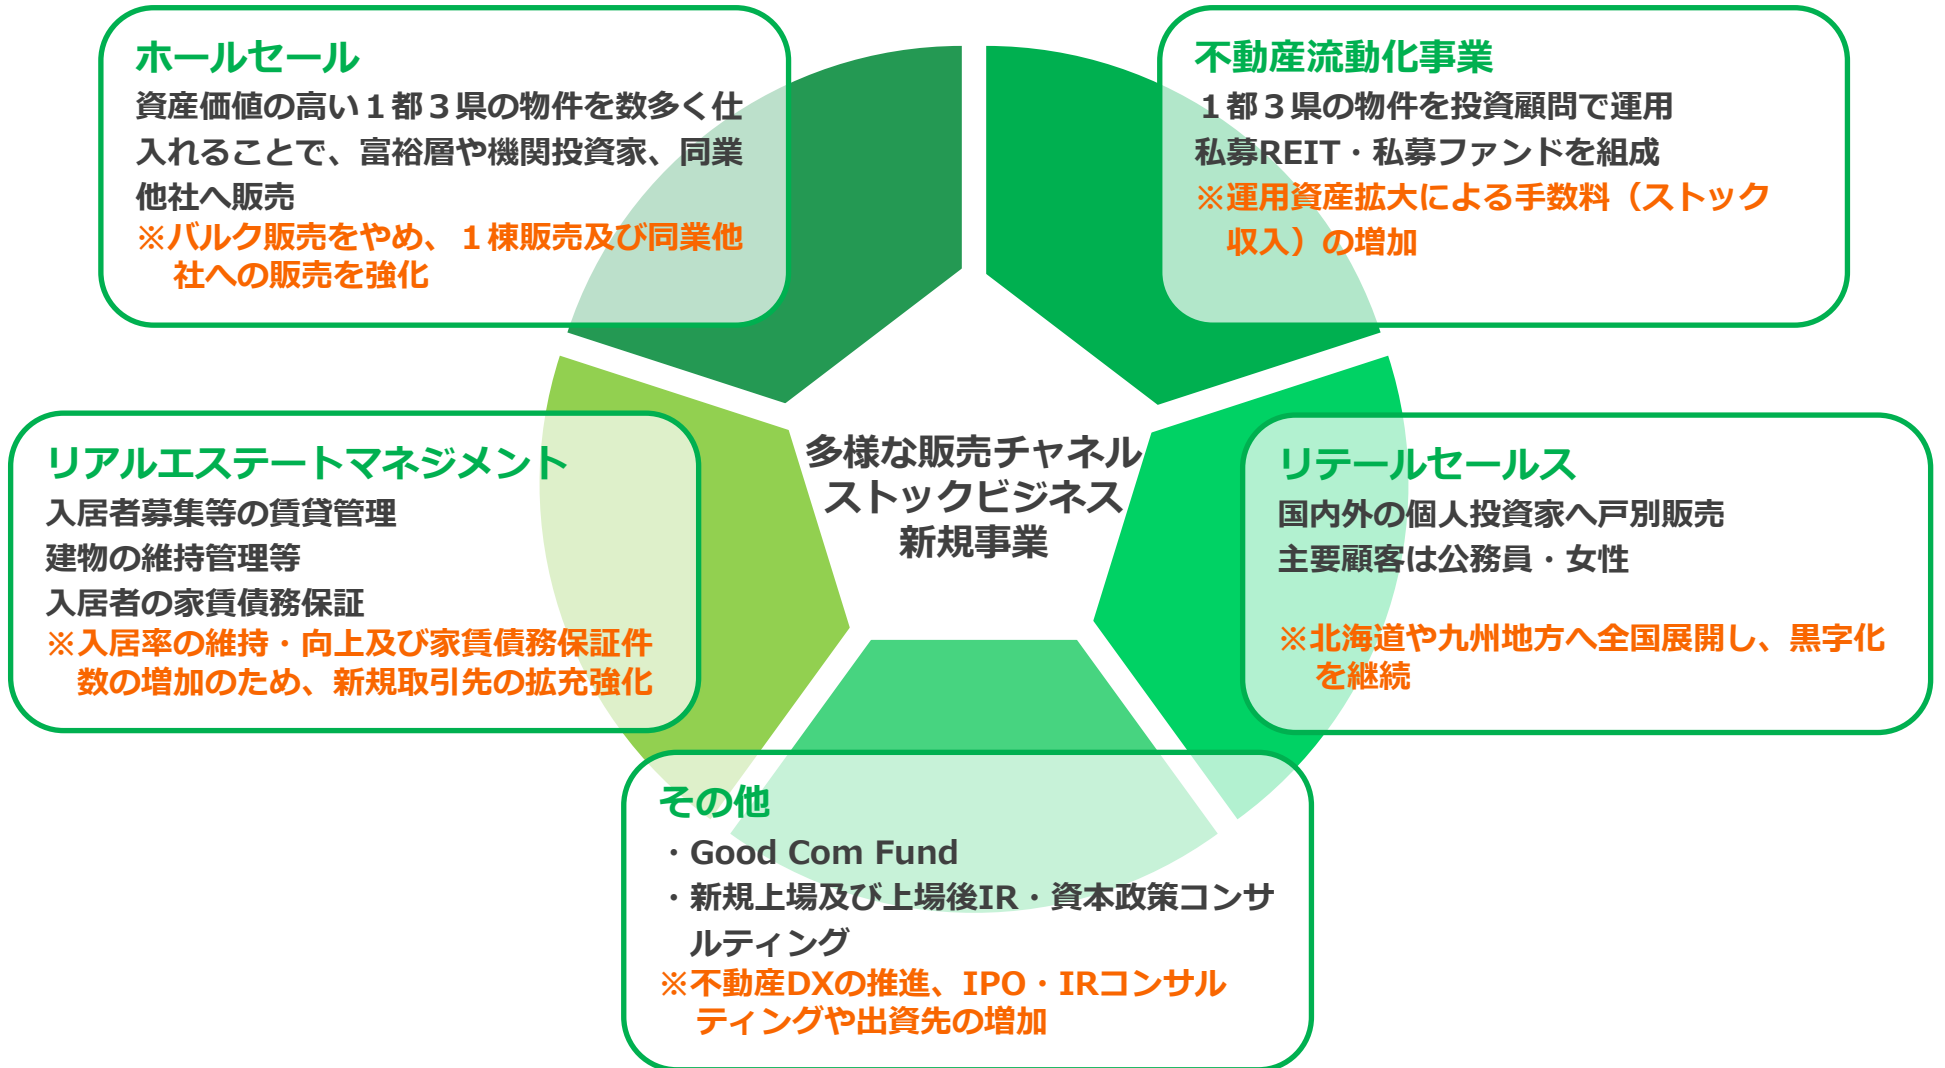 ホールセール
資産価値の高い１都３県の物件を数多く仕
入れることで、富裕層や機関投資家、同業
他社へ販売
※バルク販売をやめ、１棟販売及び同業他
社への販売を強化
不動産流動化事業
１都３県の物件を投資顧問で運用
私募REIT・私募ファンドを組成
※運用資産拡大による手数料（ストック
収入）の増加
多様な販売チャネル
ストックビジネス
新規事業
リアルエステートマネジメント
入居者募集等の賃貸管理
建物の維持管理等
入居者の家賃債務保証
※入居率の維持・向上及び家賃債務保証件
数の増加のため、新規取引先の拡充強化
リテールセールス
国内外の個人投資家へ戸別販売
主要顧客は公務員・女性
※北海道や九州地方へ全国展開し、黒字化
を継続
その他
・Good Com Fund
・新規上場及び上場後IR・資本政策コンサ
ルティング
※不動産DXの推進、IPO・IRコンサル
ティングや出資先の増加